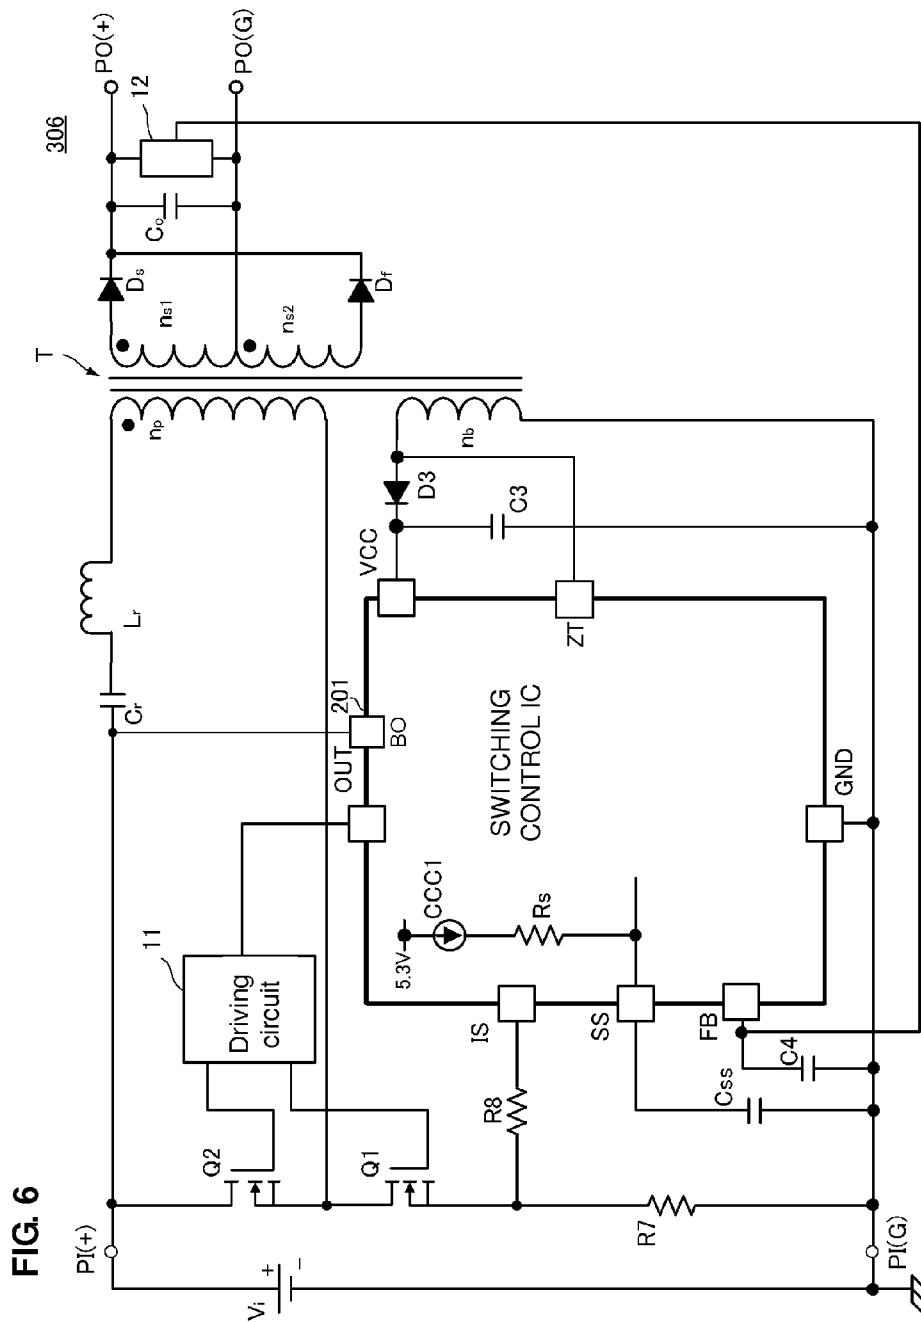 FIG. 6
306
PI(+)
Vi
+
−
PI(G)
Q2
Q1
R7
R8
11
Driving
circuit
Cr
Lr
T
np
ns1
ns2
nb
Ds
Df
Co
12
PO(+)
PO(G)
D3
C3
OUT
201
BO
VCC
ZT
SWITCHING
CONTROL IC
5.3V
CCC1
Rs
IS
SS
FB
GND
Css
C4